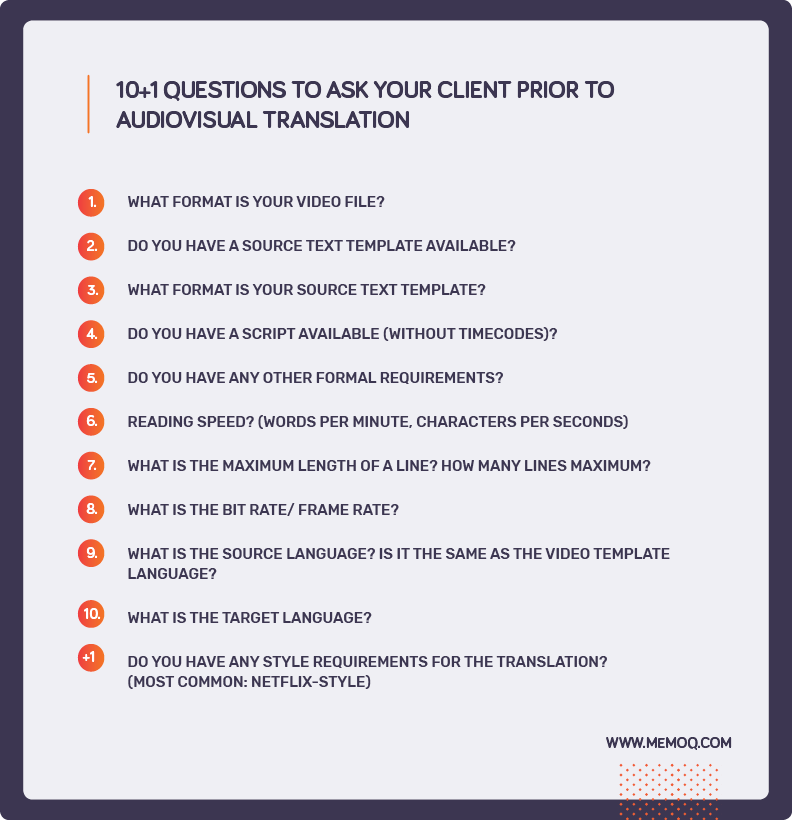 10+1 QUESTIONS TO ASK YOUR CLIENT PRIOR TO
AUDIOVISUAL TRANSLATION
1. WHAT FORMAT IS YOUR VIDEO FILE?
2. DO YOU HAVE A SOURCE TEXT TEMPLATE AVAILABLE?
3. WHAT FORMAT IS YOUR SOURCE TEXT TEMPLATE?
4. DO YOU HAVE A SCRIPT AVAILABLE (WITHOUT TIMECODES)?
5. DO YOU HAVE ANY OTHER FORMAL REQUIREMENTS?
6. READING SPEED? (WORDS PER MINUTE, CHARACTERS PER SECONDS)
7. WHAT IS THE MAXIMUM LENGTH OF A LINE? HOW MANY LINES MAXIMUM?
8. WHAT IS THE BIT RATE/ FRAME RATE?
9. WHAT IS THE SOURCE LANGUAGE? IS IT THE SAME AS THE VIDEO TEMPLATE
LANGUAGE?
10. WHAT IS THE TARGET LANGUAGE?
+1 DO YOU HAVE ANY STYLE REQUIREMENTS FOR THE TRANSLATION?
(MOST COMMON: NETFLIX-STYLE)
WWW.MEMOQ.COM